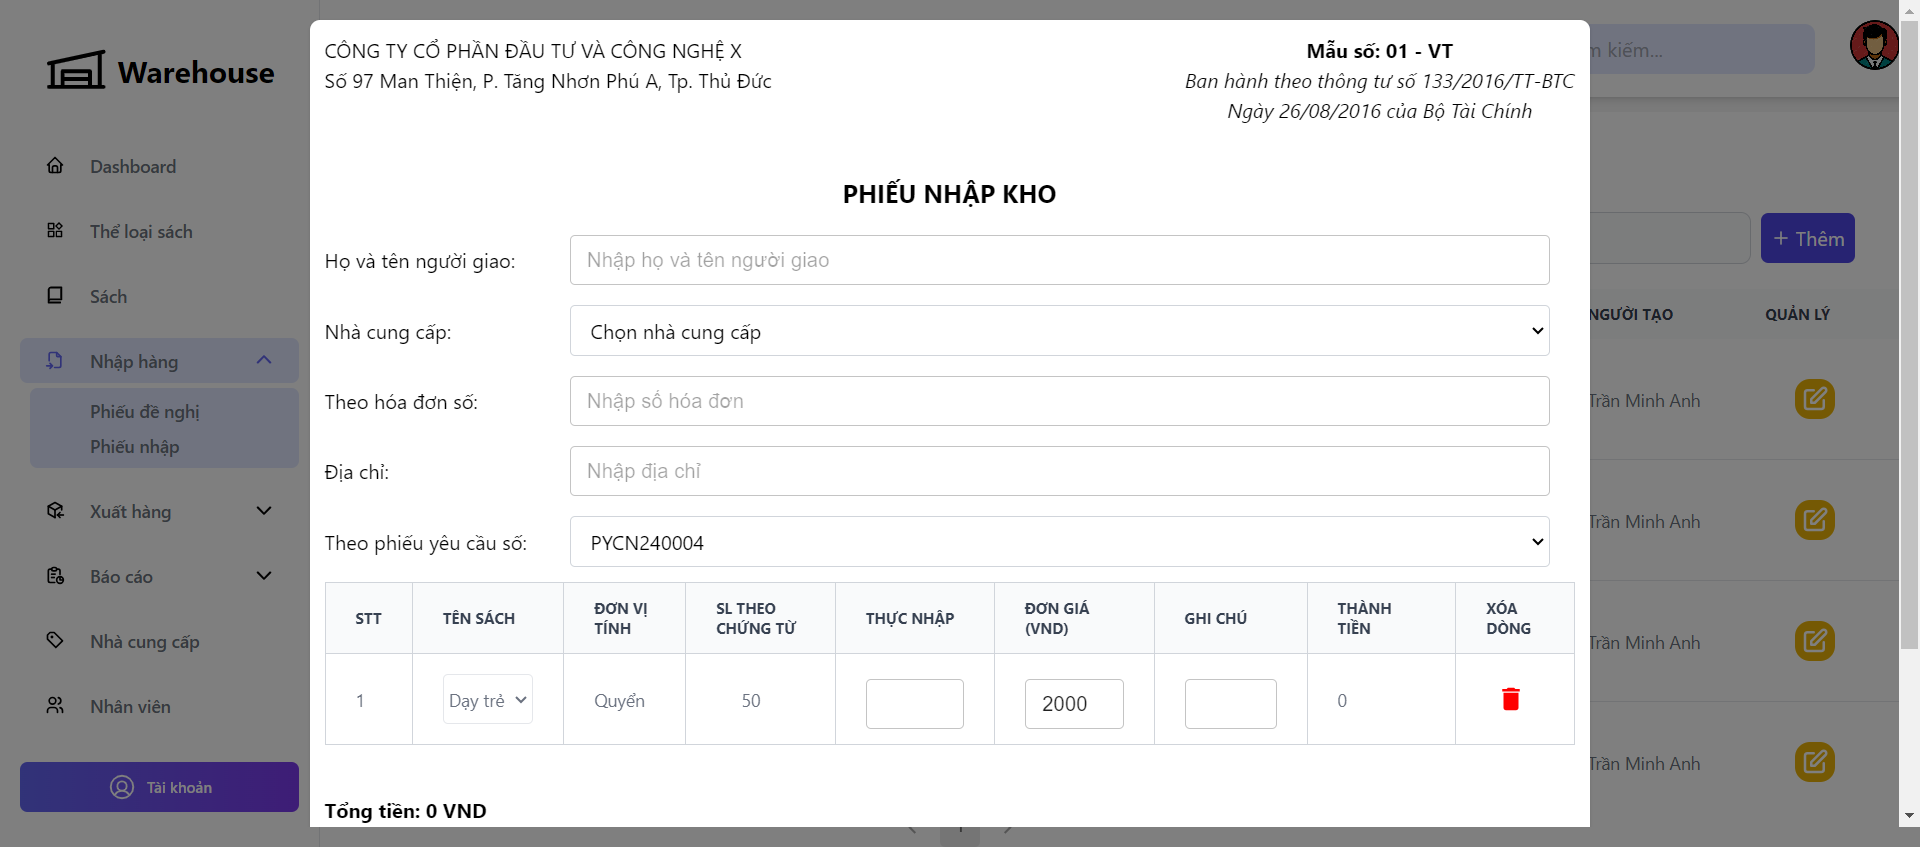 Warehouse
Dashboard
Thể loại sách
Sách
Nhập hàng
Phiếu đề nghị
Phiếu nhập
Xuất hàng
Báo cáo
Nhà cung cấp
Nhân viên
Tài khoản
CÔNG TY CỔ PHẦN ĐẦU TƯ VÀ CÔNG NGHỆ X
Số 97 Man Thiện, P. Tăng Nhơn Phú A, Tp. Thủ Đức
Mẫu số: 01 - VT
Ban hành theo thông tư số 133/2016/TT-BTC
Ngày 26/08/2016 của Bộ Tài Chính
PHIẾU NHẬP KHO
Họ và tên người giao:
Nhập họ và tên người giao
Nhà cung cấp:
Chọn nhà cung cấp
Theo hóa đơn số:
Nhập số hóa đơn
Địa chỉ:
Nhập địa chỉ
Theo phiếu yêu cầu số:
PYCN240004
STT
TÊN SÁCH
ĐƠN VỊ TÍNH
SL THEO CHỨNG TỪ
THỰC NHẬP
ĐƠN GIÁ (VND)
GHI CHÚ
THÀNH TIỀN
XÓA DÒNG
1
Dạy trẻ
Quyển
50
2000
0
Tổng tiền: 0 VND
kiếm...
+ Thêm
NGƯỜI TẠO
QUẢN LÝ
Trần Minh Anh
Trần Minh Anh
Trần Minh Anh
Trần Minh Anh